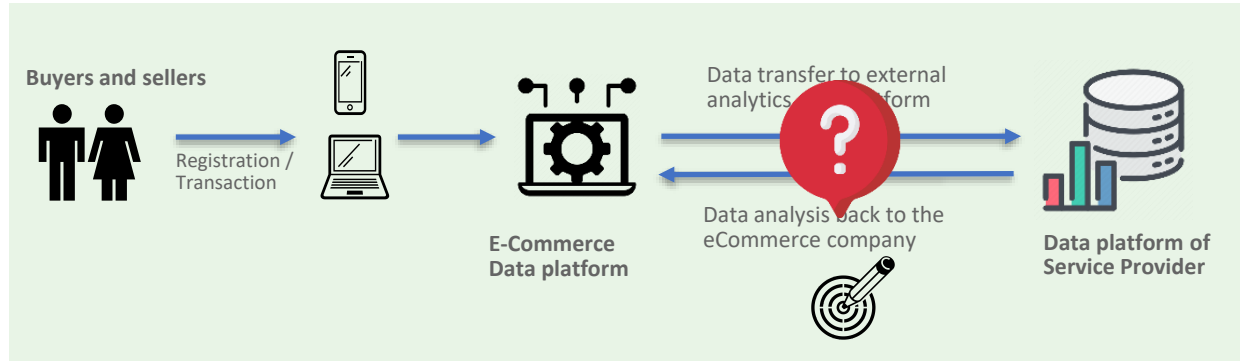 Buyers and sellers
Registration /
Transaction
E-Commerce
Data platform
Data transfer to external
analytics form
?
Data analysis back to the
eCommerce company
C
Data platform of
Service Provider